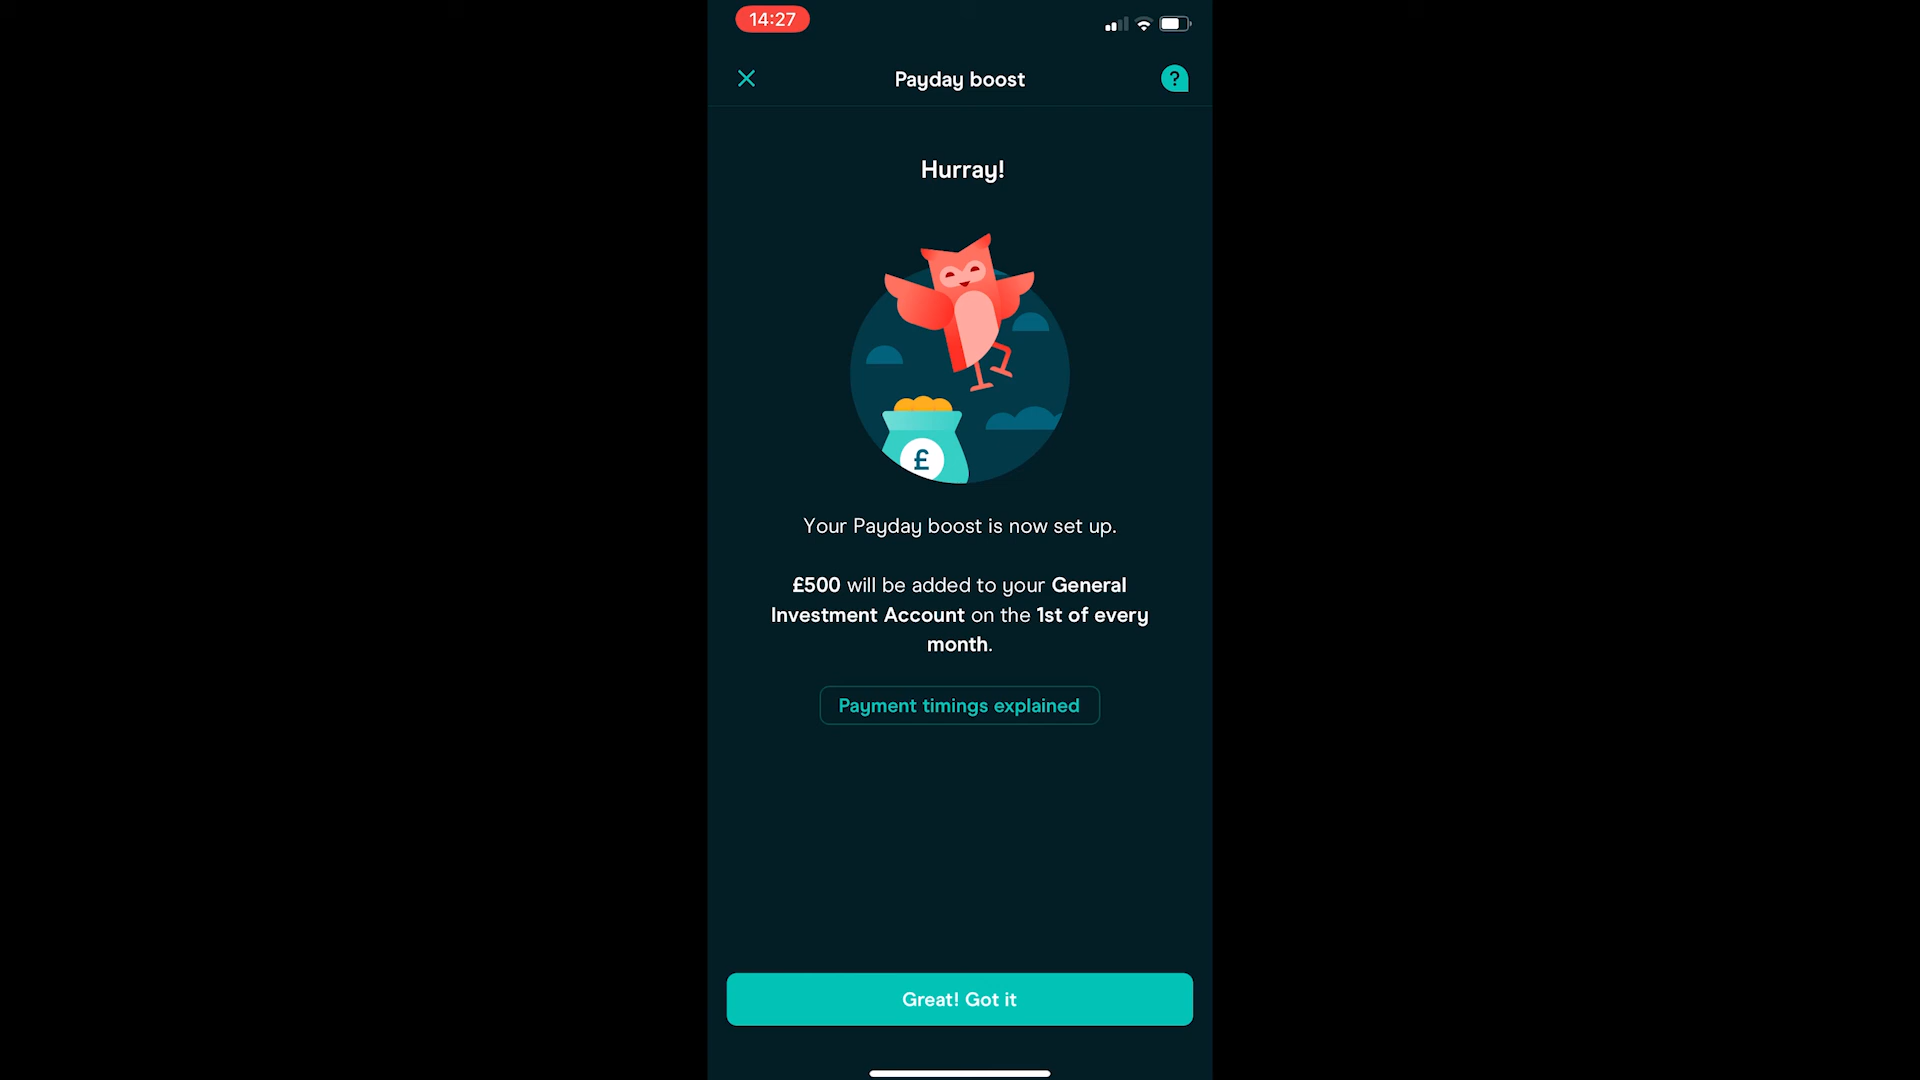 14:27
Payday boost
?
Hurray!
£
Your Payday boost is now set up.
£500 will be added to your General
Investment Account on the 1st of every
month.
Payment timings explained
Great! Got it